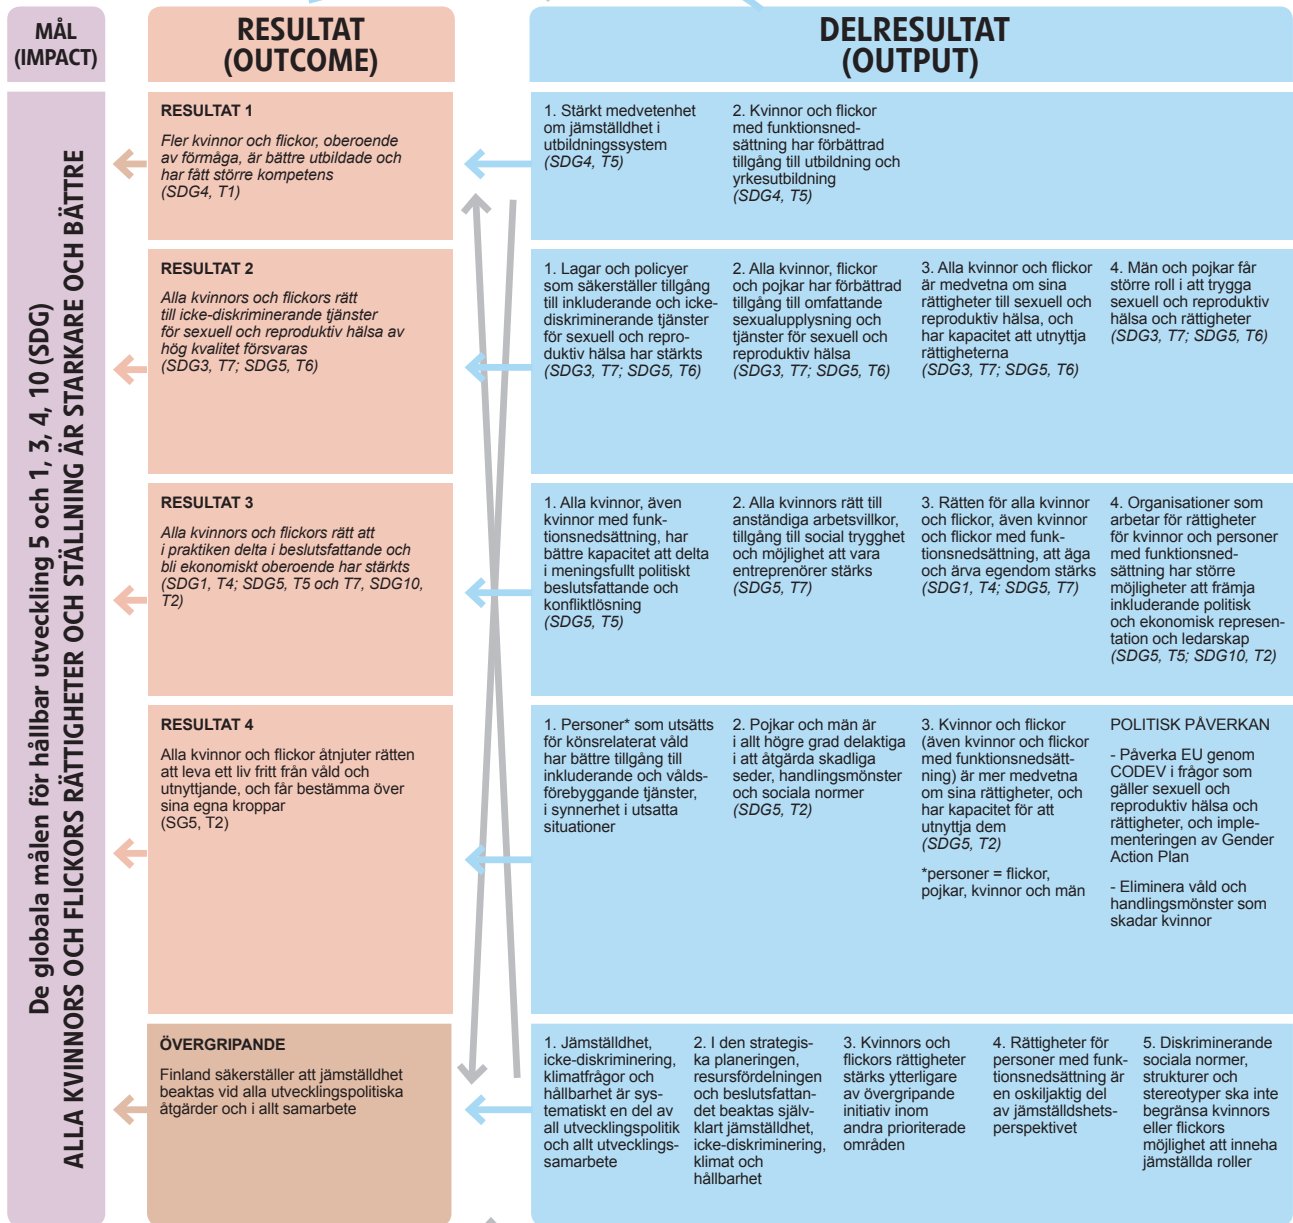 MÅL
(IMPACT)
RESULTAT
(OUTCOME)
DELRESULTAT
(OUTPUT)
De globala målen för hållbar utveckling 5 och 1, 3, 4, 10 (SDG)
ALLA KVINNORS OCH FLICKORS RÄTTIGHETER OCH STÄLLNING ÄR STARKARE OCH BÄTTRE
RESULTAT 1
Fler kvinnor och flickor, oberoende
av förmåga, är bättre utbildade och
har fått större kompetens
(SDG4, T1)
1. Stärkt medvetenhet
om jämställdhet i
utbildningssystem
(SDG4, T5)
2. Kvinnor och flickor
med funktionsned-
sättning har förbättrad
tillgång till utbildning och
yrkesutbildning
(SDG4, T5)
RESULTAT 2
Alla kvinnors och flickors rätt
till icke-diskriminerande tjänster
för sexuell och reproduktiv hälsa av
hög kvalitet försvaras
(SDG3, T7; SDG5, T6)
1. Lagar och policyer
som säkerställer tillgång
till inkluderande och icke-
diskriminerande tjänster
för sexuell och repro-
duktiv hälsa har stärkts
(SDG3, T7; SDG5, T6)
2. Alla kvinnor, flickor
och pojkar har förbättrad
tillgång till omfattande
sexualupplysning och
tjänster för sexuell och
reproduktiv hälsa
(SDG3, T7; SDG5, T6)
3. Alla kvinnor och flickor
är medvetna om sina
rättigheter till sexuell och
reproduktiv hälsa, och
har kapacitet att utnyttja
rättigheterna
(SDG3, T7; SDG5, T6)
4. Män och pojkar får
större roll i att trygga
sexuell och reproduktiv
hälsa och rättigheter
(SDG3, T7; SDG5, T6)
RESULTAT 3
Alla kvinnors och flickors rätt att
i praktiken delta i beslutsfattande och
bli ekonomiskt oberoende har stärkts
(SDG1, T4; SDG5, T5 och T7, SDG10,
T2)
1. Alla kvinnor, även
kvinnor med funk-
tionsnedsättning, har
bättre kapacitet att delta
i meningsfullt politiskt
beslutsfattande och
konfliktlösning
(SDG5, T5)
2. Alla kvinnors rätt till
anständiga arbetsvillkor,
tillgång till social trygghet
och möjlighet att vara
entreprenörer stärks
(SDG5, T7)
3. Rätten för alla kvinnor
och flickor, även kvinnor
och flickor med funk-
tionsnedsättning, att äga
och ärva egendom stärks
(SDG1, T4; SDG5, T7)
4. Organisationer som
arbetar för rättigheter
för kvinnor och personer
med funktionsned-
sättning har större
möjligheter att främja
inkluderande politisk
och ekonomisk represen-
tation och ledarskap
(SDG5, T5; SDG10, T2)
RESULTAT 4
Alla kvinnor och flickor åtnjuter rätten
att leva ett liv fritt från våld och
utnyttjande, och får bestämma över
sina egna kroppar
(SG5, T2)
1. Personer* som utsätts
för könsrelaterat våld
har bättre tillgång till
inkluderande och vålds-
förebyggande tjänster,
i synnerhet i utsatta
situationer
2. Pojkar och män är
i allt högre grad delaktiga
i att åtgärda skadliga
seder, handlingsmönster
och sociala normer
(SDG5, T2)
3. Kvinnor och flickor
(även kvinnor och flickor
med funktionsnedsätt-
ning) är mer medvetna
om sina rättigheter, och
har kapacitet för att
utnyttja dem
(SDG5, T2)
*personer = flickor,
pojkar, kvinnor och män
POLITISK PÅVERKAN
- Påverka EU genom
CODEV i frågor som
gäller sexuell och
reproduktiv hälsa och
rättigheter, och imple-
menteringen av Gender
Action Plan
- Eliminera våld och
handlingsmönster som
skadar kvinnor
ÖVERGRIPANDE
Finland säkerställer att jämställdhet
beaktas vid alla utvecklingspolitiska
åtgärder och i allt samarbete
1. Jämställdhet,
icke-diskriminering,
klimatfrågor och
hållbarhet är sys-
tematiskt en del av
all utvecklingspolitik
och allt utvecklings-
samarbete
2. I den strategis-
ka planeringen,
resursfördelningen
och beslutsfattan-
det beaktas själv-
klart jämställdhet,
icke-diskriminering,
klimat och
hållbarhet
3. Kvinnors och
flickors rättigheter
stärks ytterligare
av övergripande
initiativ inom
andra prioriterade
områden
4. Rättigheter för
personer med funk-
tionsnedsättning är
en oskiljaktig del
av jämställdshets-
perspektivet
5. Diskriminerande
sociala normer,
strukturer och
stereotyper ska inte
begränsa kvinnors
eller flickors
möjlighet att inneha
jämställda roller